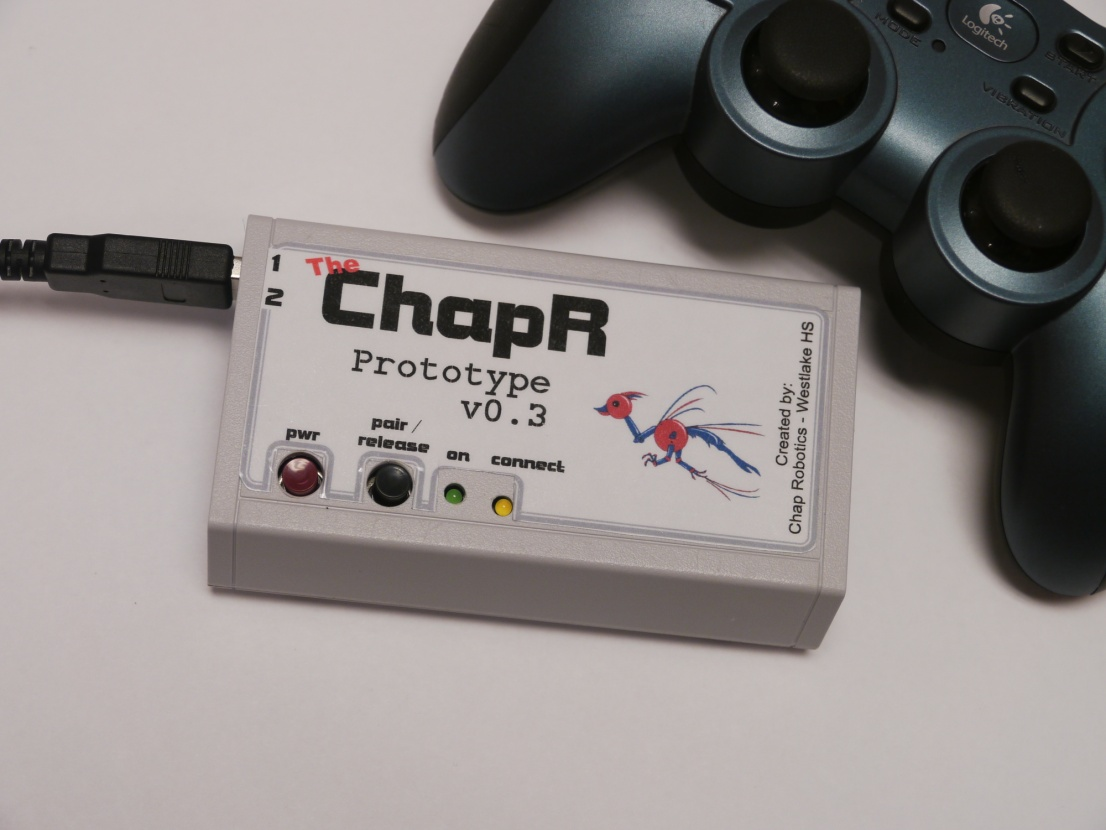 MODE
Logitech
START
VIBRATION
1
2
The
ChapR
Prototype
v0.3
pwr
pair /
release
on
connect
Created by:
Chap Robotics - Westlake HS